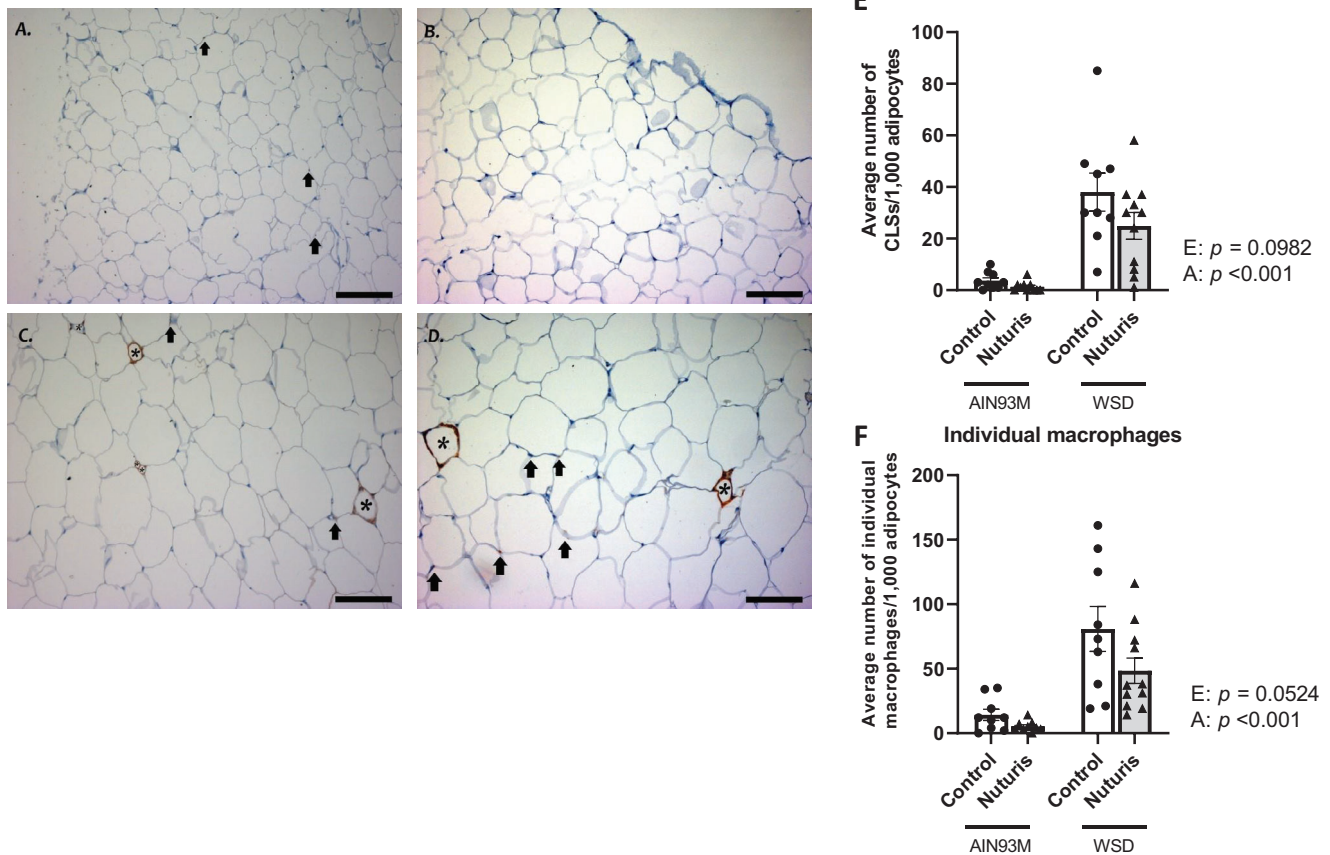 A.
B.
C.
D.
*
*
*
*
E
100
80
60
40
20
0
Average number of
CLSs/1,000 adipocytes
Control
Nuturis
Control
Nuturis
AIN93M
WSD
E: p = 0.0982
A: p <0.001
F
Individual macrophages
200
150
100
50
0
Average number of individual
macrophages/1,000 adipocytes
Control
Nuturis
Control
Nuturis
AIN93M
WSD
E: p = 0.0524
A: p <0.001